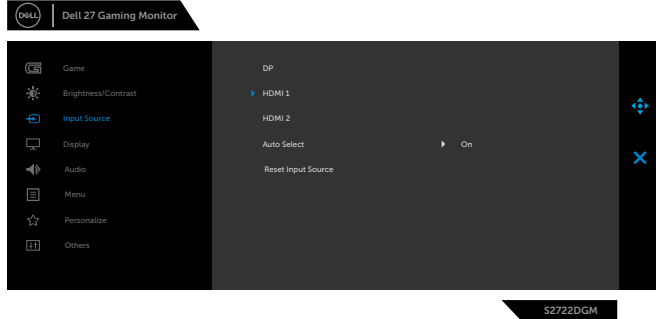 DELL
Dell 27 Gaming Monitor
Game
Brightness/Contrast
Input Source
Display
Audio
Menu
Personalize
Others
DP
HDMI 1
HDMI 2
Auto Select On
Reset Input Source
S2722DGM